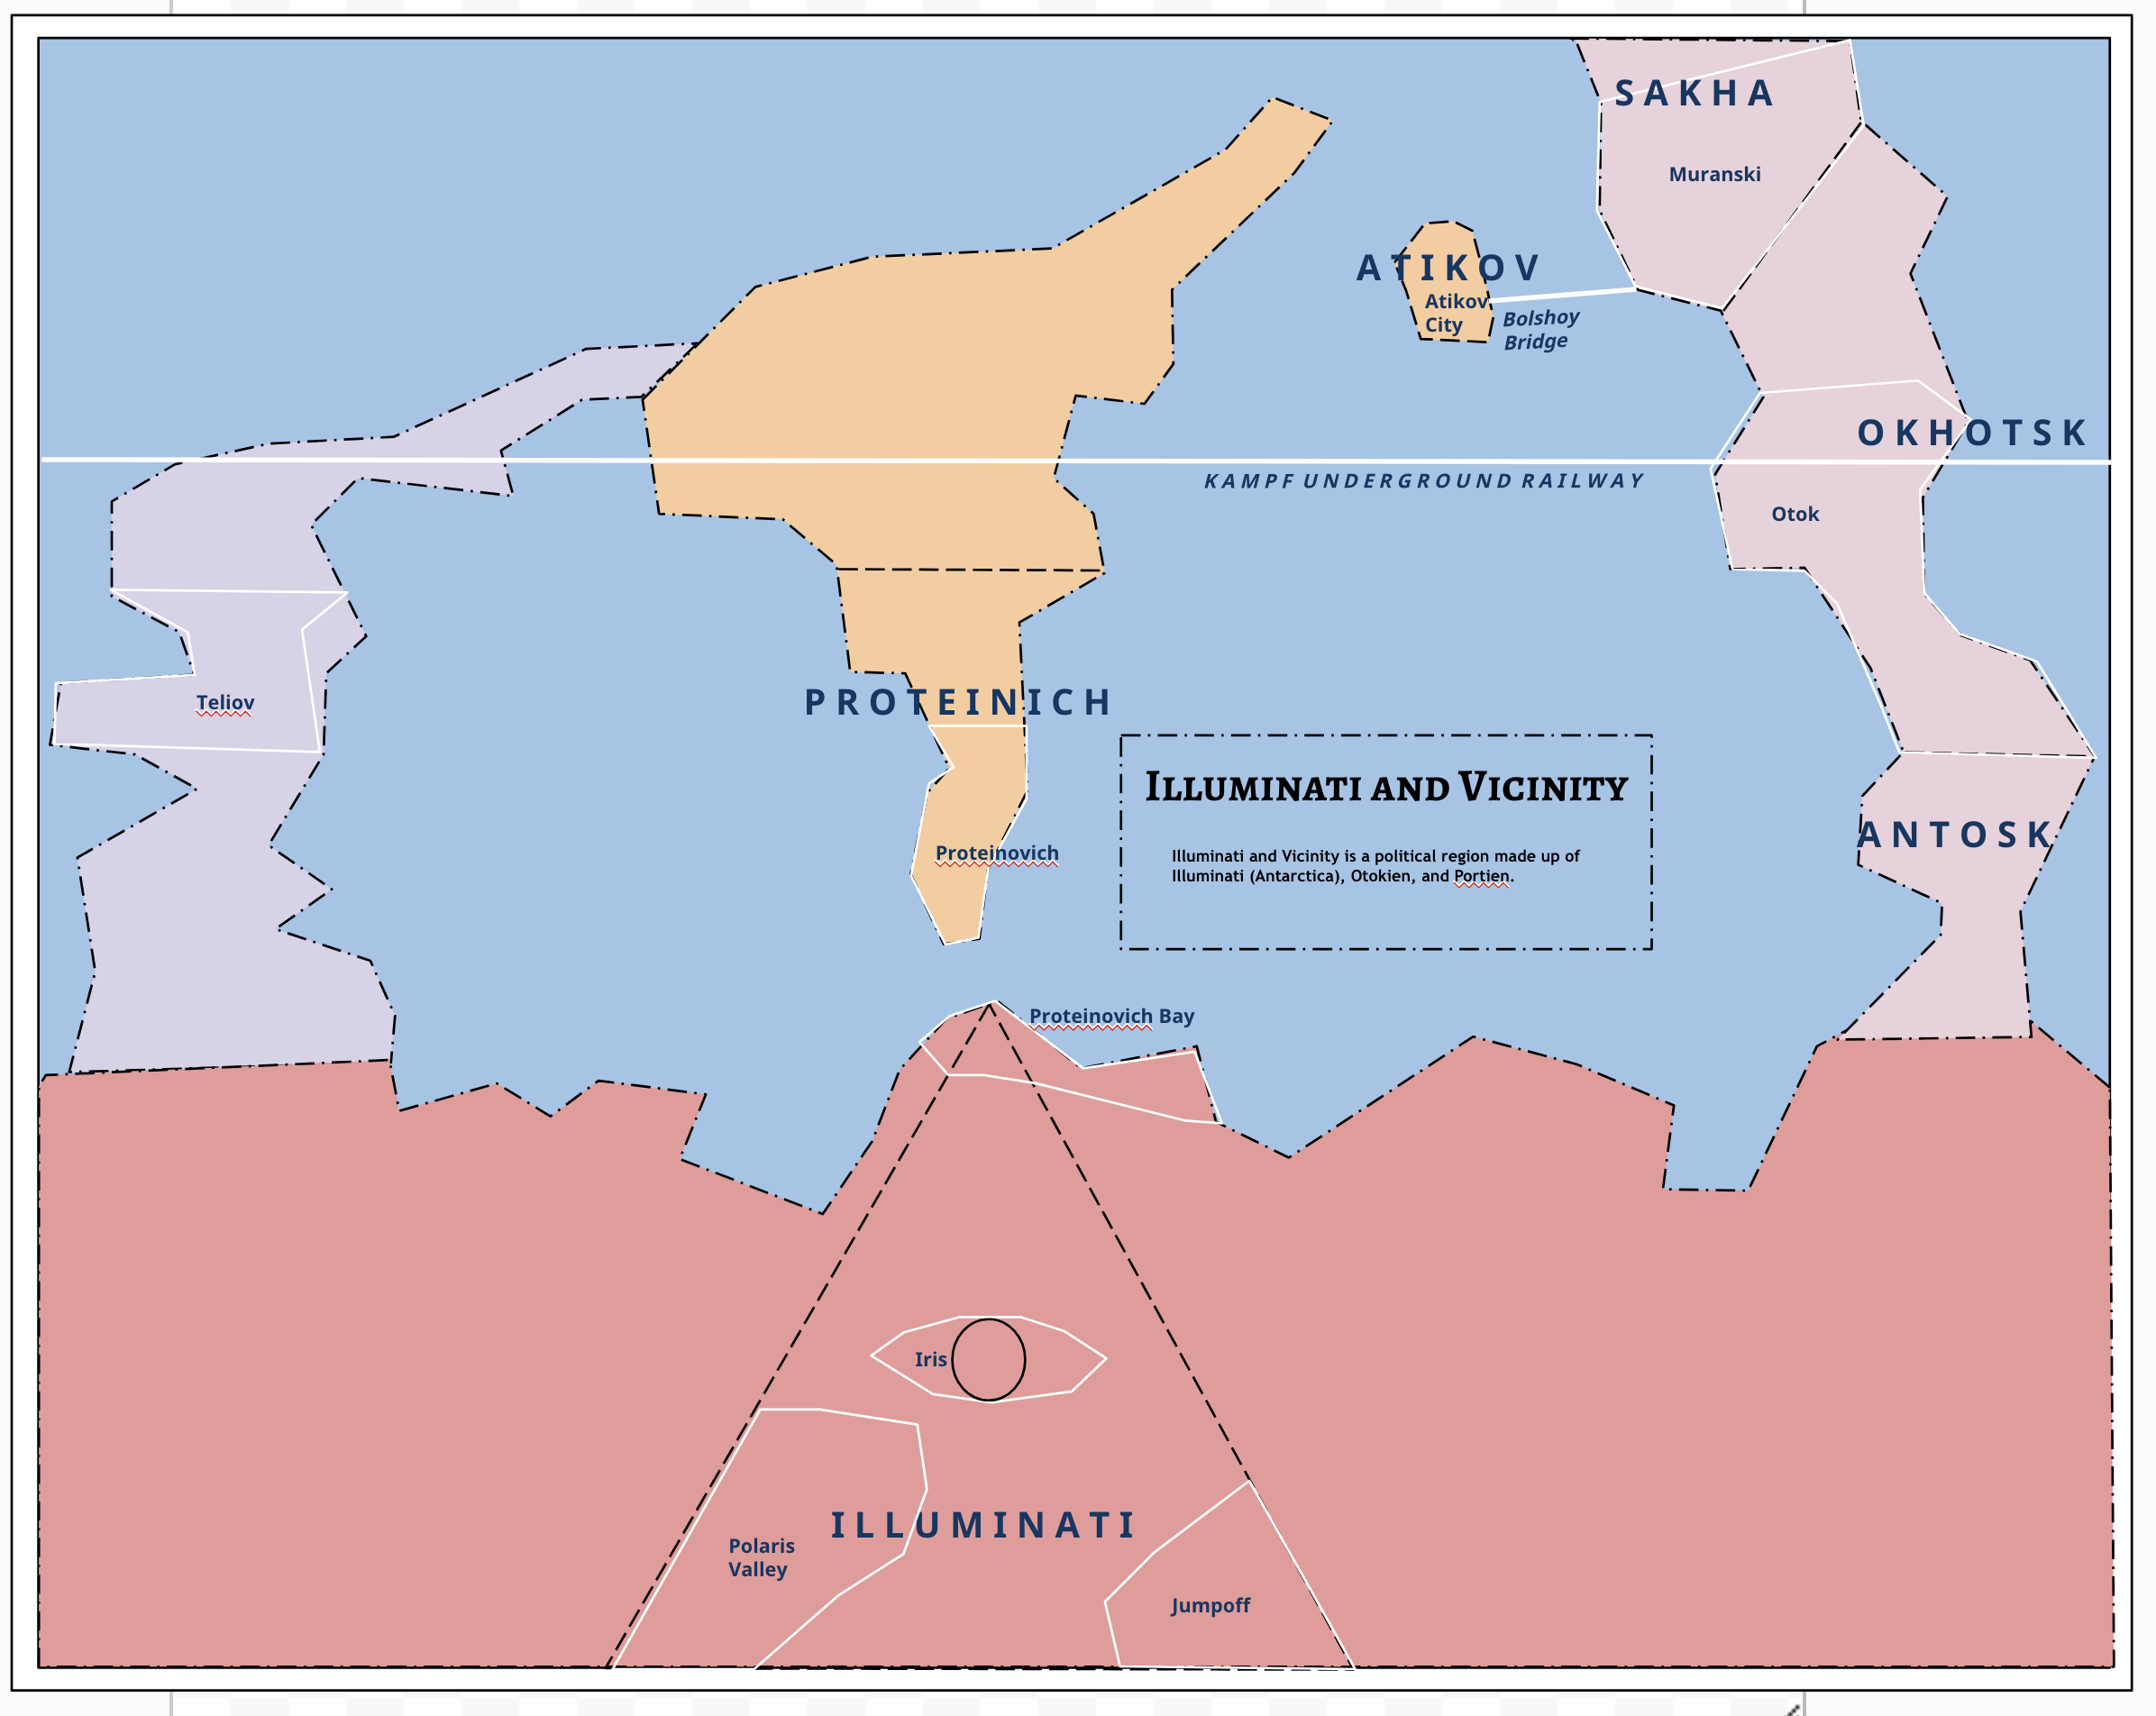 SAKHA
Muranski
ATIKOV
Atikov
City
Bolshoy
Bridge
OKHOTSK
KAMPF UNDERGROUND RAILWAY
Otok
Teliov
PROTEINICH
Illuminati and Vicinity
Illuminati and Vicinity is a political region made up of
Illuminati (Antarctica), Otokien, and Portien.
ANTOSK
Proteinovich
Proteinovich Bay
Iris
ILLUMINATI
Polaris
Valley
Jumpoff